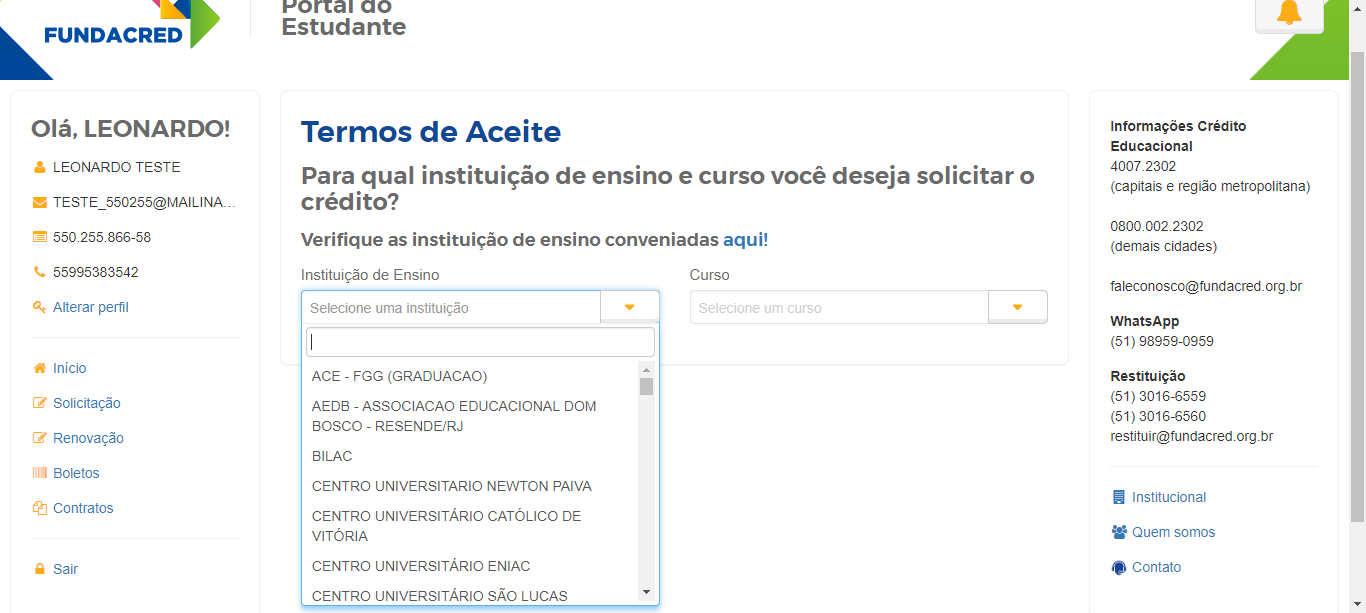 FUNDACRED
Portal do
Estudante
Olá, LEONARDO!
LEONARDO TESTE
TESTE_550255@MAILINA...
550.255.866-58
55995383542
Alterar perfil
Início
Solicitação
Renovação
Boletos
Contratos
Sair
Termos de Aceite
Para qual instituição de ensino e curso você deseja solicitar o
crédito?
Verifique as instituição de ensino conveniadas aqui!
Instituição de Ensino
Selecione uma instituição
ACE - FGG (GRADUACAO)
AEDB - ASSOCIACAO EDUCACIONAL DOM
BOSCO - RESENDE/RJ
BILAC
CENTRO UNIVERSITARIO NEWTON PAIVA
CENTRO UNIVERSITÁRIO CATÓLICO DE
VITÓRIA
CENTRO UNIVERSITÁRIO ENIAC
CENTRO UNIVERSITÁRIO SÃO LUCAS
Curso
Selecione um curso
Informações Crédito
Educacional
4007.2302
(capitais e região metropolitana)
0800.002.2302
(demais cidades)
faleconosco@fundacred.org.br
WhatsApp
(51) 98959-0959
Restituição
(51) 3016-6559
(51) 3016-6560
restituir@fundacred.org.br
Institucional
Quem somos
Contato